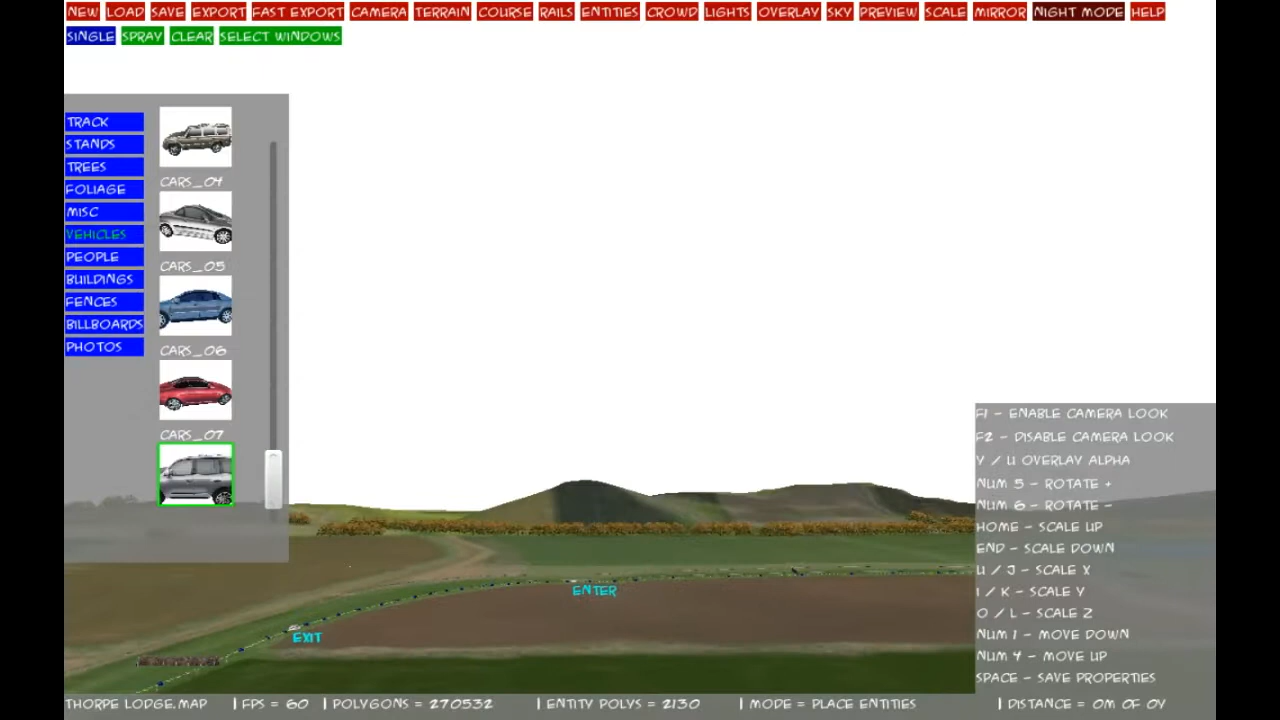 NEW LOAD SAVE EXPORT FAST EXPORT CAMERA TERRAIN COURSE RAILS ENTITIES CROWD LIGHTS OVERLAY SKY PREVIEW SCALE MIRROR NIGHT MODE HELP
SINGLE SPRAY CLEAR SELECT WINDOWS
TRACK
STANDS
TREES
FOLIAGE
MISC
VEHICLES
PEOPLE
BUILDINGS
FENCES
BILLBOARDS
PHOTOS
CARS_04
CARS_05
CARS_06
CARS_07
F1 - ENABLE CAMERA LOOK
F2 - DISABLE CAMERA LOOK
Y / U OVERLAY ALPHA
NUM 5 - ROTATE +
NUM 6 - ROTATE -
HOME - SCALE UP
END - SCALE DOWN
U / J - SCALE X
I / K - SCALE Y
O / L - SCALE Z
NUM 1 - MOVE DOWN
NUM 4 - MOVE UP
SPACE - SAVE PROPERTIES
ENTER
EXIT
THORPE LODGE.MAP | FPS = 60 | POLYGONS = 270532 | ENTITY POLYS = 2130 | MODE = PLACE ENTITIES | DISTANCE = 0M OF 0Y